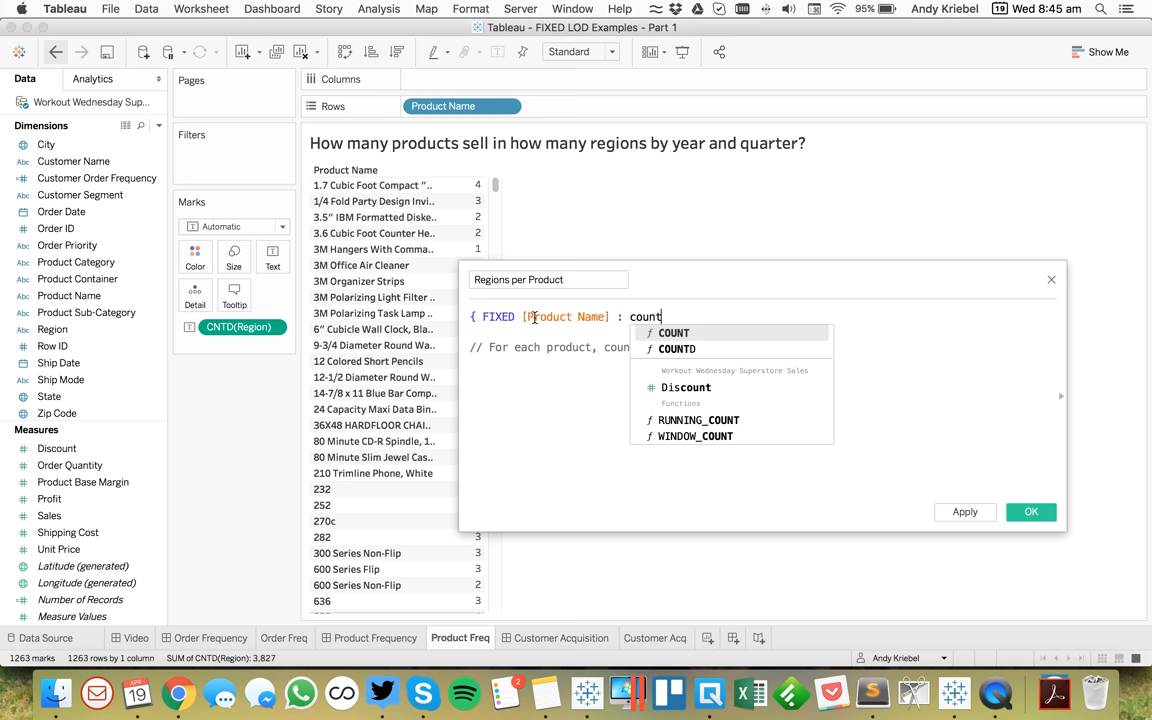 Tableau File Data Worksheet Dashboard Story Analysis Map Format Server Window Help 95% Andy Kriebel 19 Wed 8:45 am
Tableau - FIXED LOD Examples - Part 1
Standard Show Me
Data Analytics
Workout Wednesday Sup...
Dimensions
City
Abc Customer Name
Customer Order Frequency
Abc Customer Segment
Order Date
Order ID
Abc Order Priority
Abc Product Category
Abc Product Container
Abc Product Name
Abc Product Sub-Category
Region
Row ID
Ship Date
Abc Ship Mode
State
Zip Code
Measures
Discount
Order Quantity
Product Base Margin
Profit
Sales
Shipping Cost
Unit Price
Latitude (generated)
Longitude (generated)
Number of Records
Measure Values
Pages
Filters
Marks
Automatic
Color Size Text
Detail Tooltip
CNTD(Region)
Columns
Rows Product Name
How many products sell in how many regions by year and quarter?
Product Name
1.7 Cubic Foot Compact ".. 4
1/4 Fold Party Design Invi.. 3
3.5" IBM Formatted Diske.. 2
3.6 Cubic Foot Counter He.. 2
3M Hangers With Comma.. 1
3M Office Air Cleaner
3M Organizer Strips
3M Polarizing Light Filter ..
3M Polarizing Task Lamp ..
6" Cubicle Wall Clock, Bla..
9-3/4 Diameter Round Wa..
12 Colored Short Pencils
12-1/2 Diameter Round W..
14-7/8 x 11 Blue Bar Comp..
24 Capacity Maxi Data Bin..
36X48 HARDFLOOR CHAI..
80 Minute CD-R Spindle, 1..
80 Minute Slim Jewel Cas..
210 Trimline Phone, White
232
252
270c
282 3
300 Series Non-Flip 3
600 Series Flip 3
600 Series Non-Flip 2
636 3
Regions per Product
{ FIXED [Product Name] : count
// For each product, coun
COUNT
COUNTD
Workout Wednesday Superstore Sales
Discount
Functions
RUNNING_COUNT
WINDOW_COUNT
Apply OK
Data Source Video Order Frequency Order Freq Product Frequency Product Freq Customer Acquisition Customer Acq
1263 marks 1263 rows by 1 column SUM of CNTD(Region): 3,827 Andy Kriebel
APR
19
2